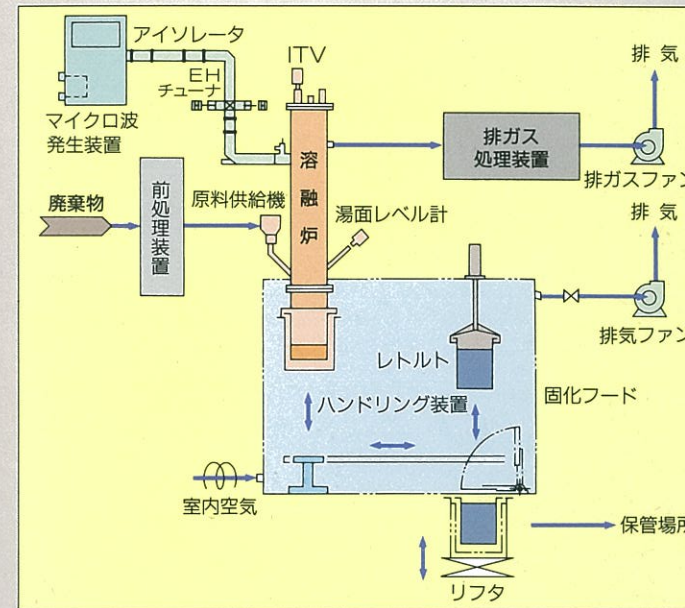 アイソレータ
ITV
EH
チューナ
マイクロ波
発生装置
排 気
排ガス
処理装置
排ガスファン
溶融炉
前処理装置
原料供給機
湯面レベル計
廃棄物
排 気
排気ファン
レトルト
固化フード
ハンドリング装置
室内空気
保管場所
リフタ